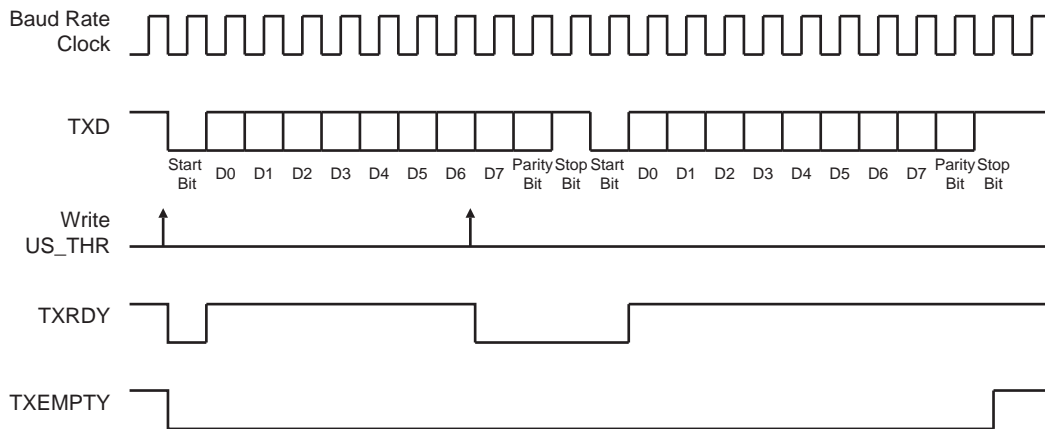 Baud Rate
Clock
TXD
Start
Bit
D0
D1
D2
D3
D4
D5
D6
D7
Parity
Bit
Stop
Bit
Start
Bit
D0
D1
D2
D3
D4
D5
D6
D7
Parity
Bit
Stop
Bit
Write
US_THR
TXRDY
TXEMPTY